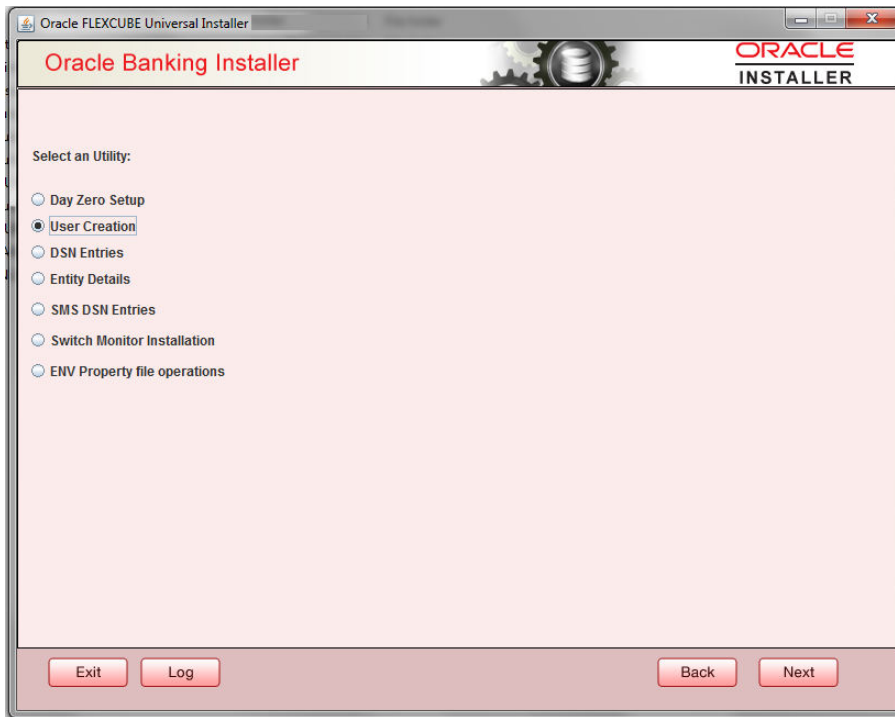 Oracle FLEXCUBE Universal Installer
Oracle Banking Installer
ORACLE
INSTALLER
Select an Utility:
Day Zero Setup
User Creation
DSN Entries
Entity Details
SMS DSN Entries
Switch Monitor Installation
ENV Property file operations
Exit
Log
Back
Next